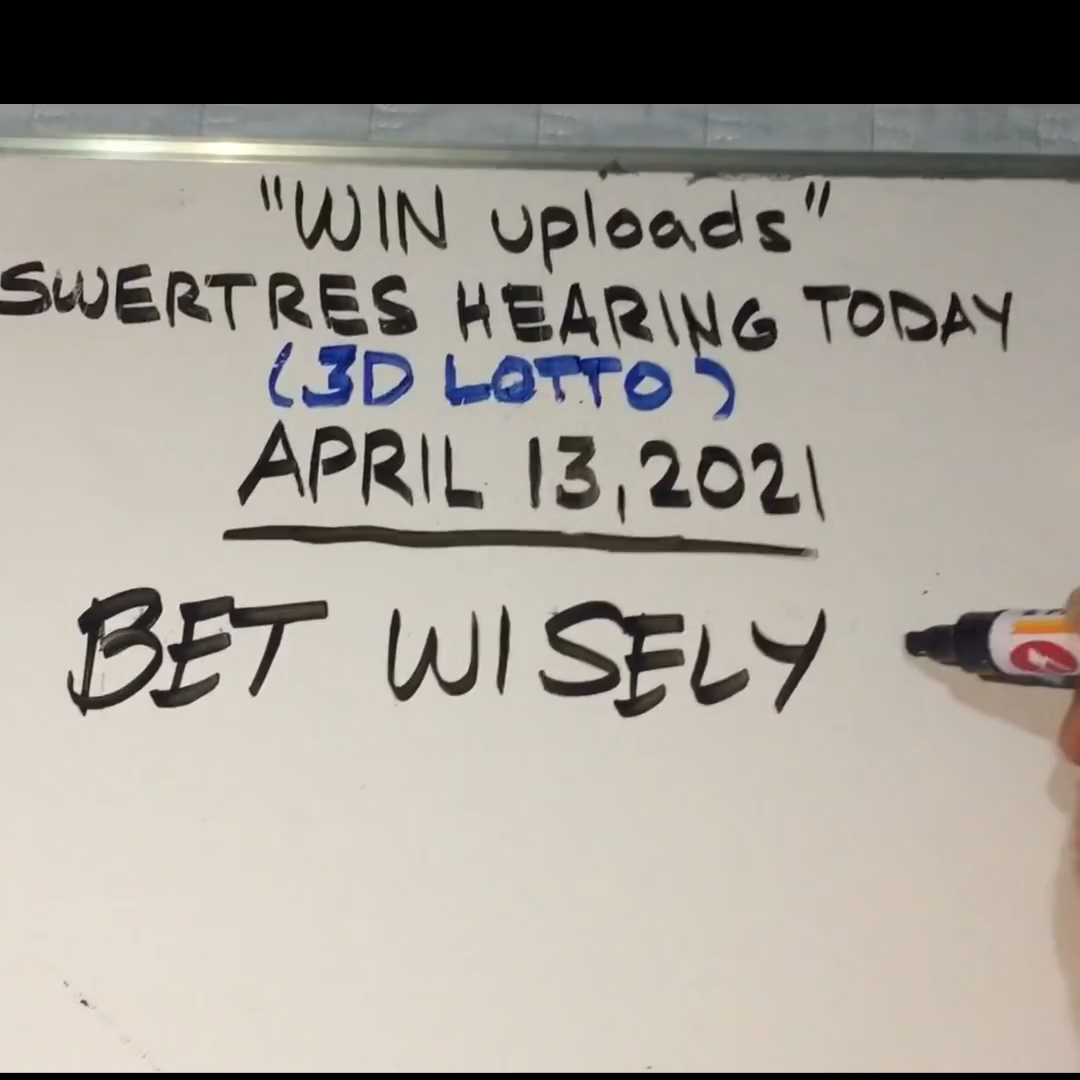 "WIN uploads"
SWERTRES HEARING TODAY
(3D LOTTO)
APRIL 13, 2021
BET WISELY